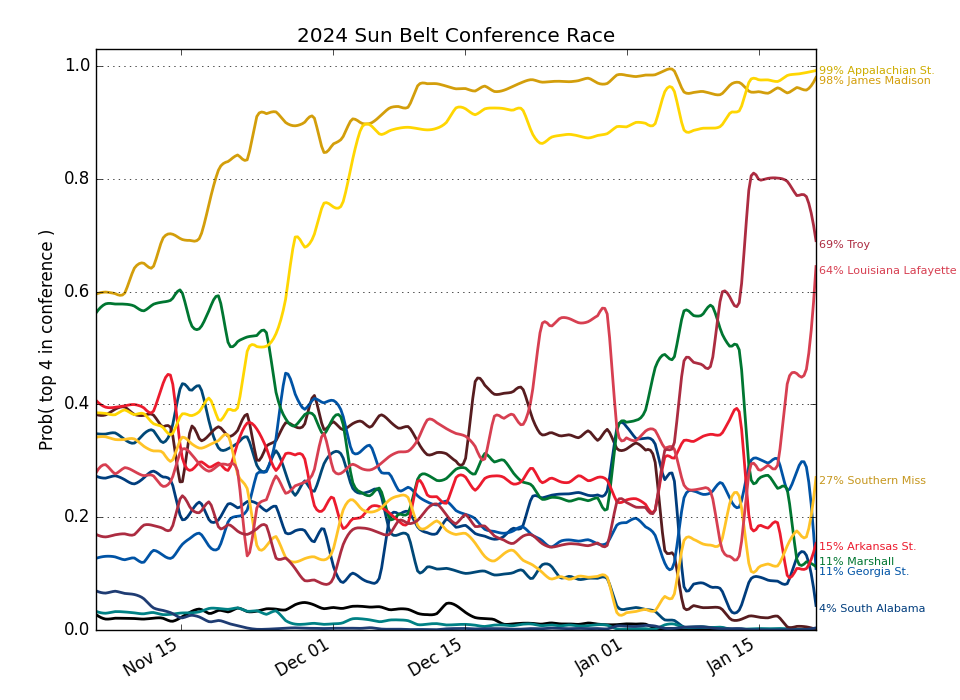 2024 Sun Belt Conference Race
Prob( top 4 in conference )
1.0
0.8
0.6
0.4
0.2
0.0
Nov 15
Dec 01
Dec 15
Jan 01
Jan 15
99% Appalachian St.
98% James Madison
69% Troy
64% Louisiana Lafayette
27% Southern Miss
15% Arkansas St.
11% Marshall
11% Georgia St.
4% South Alabama